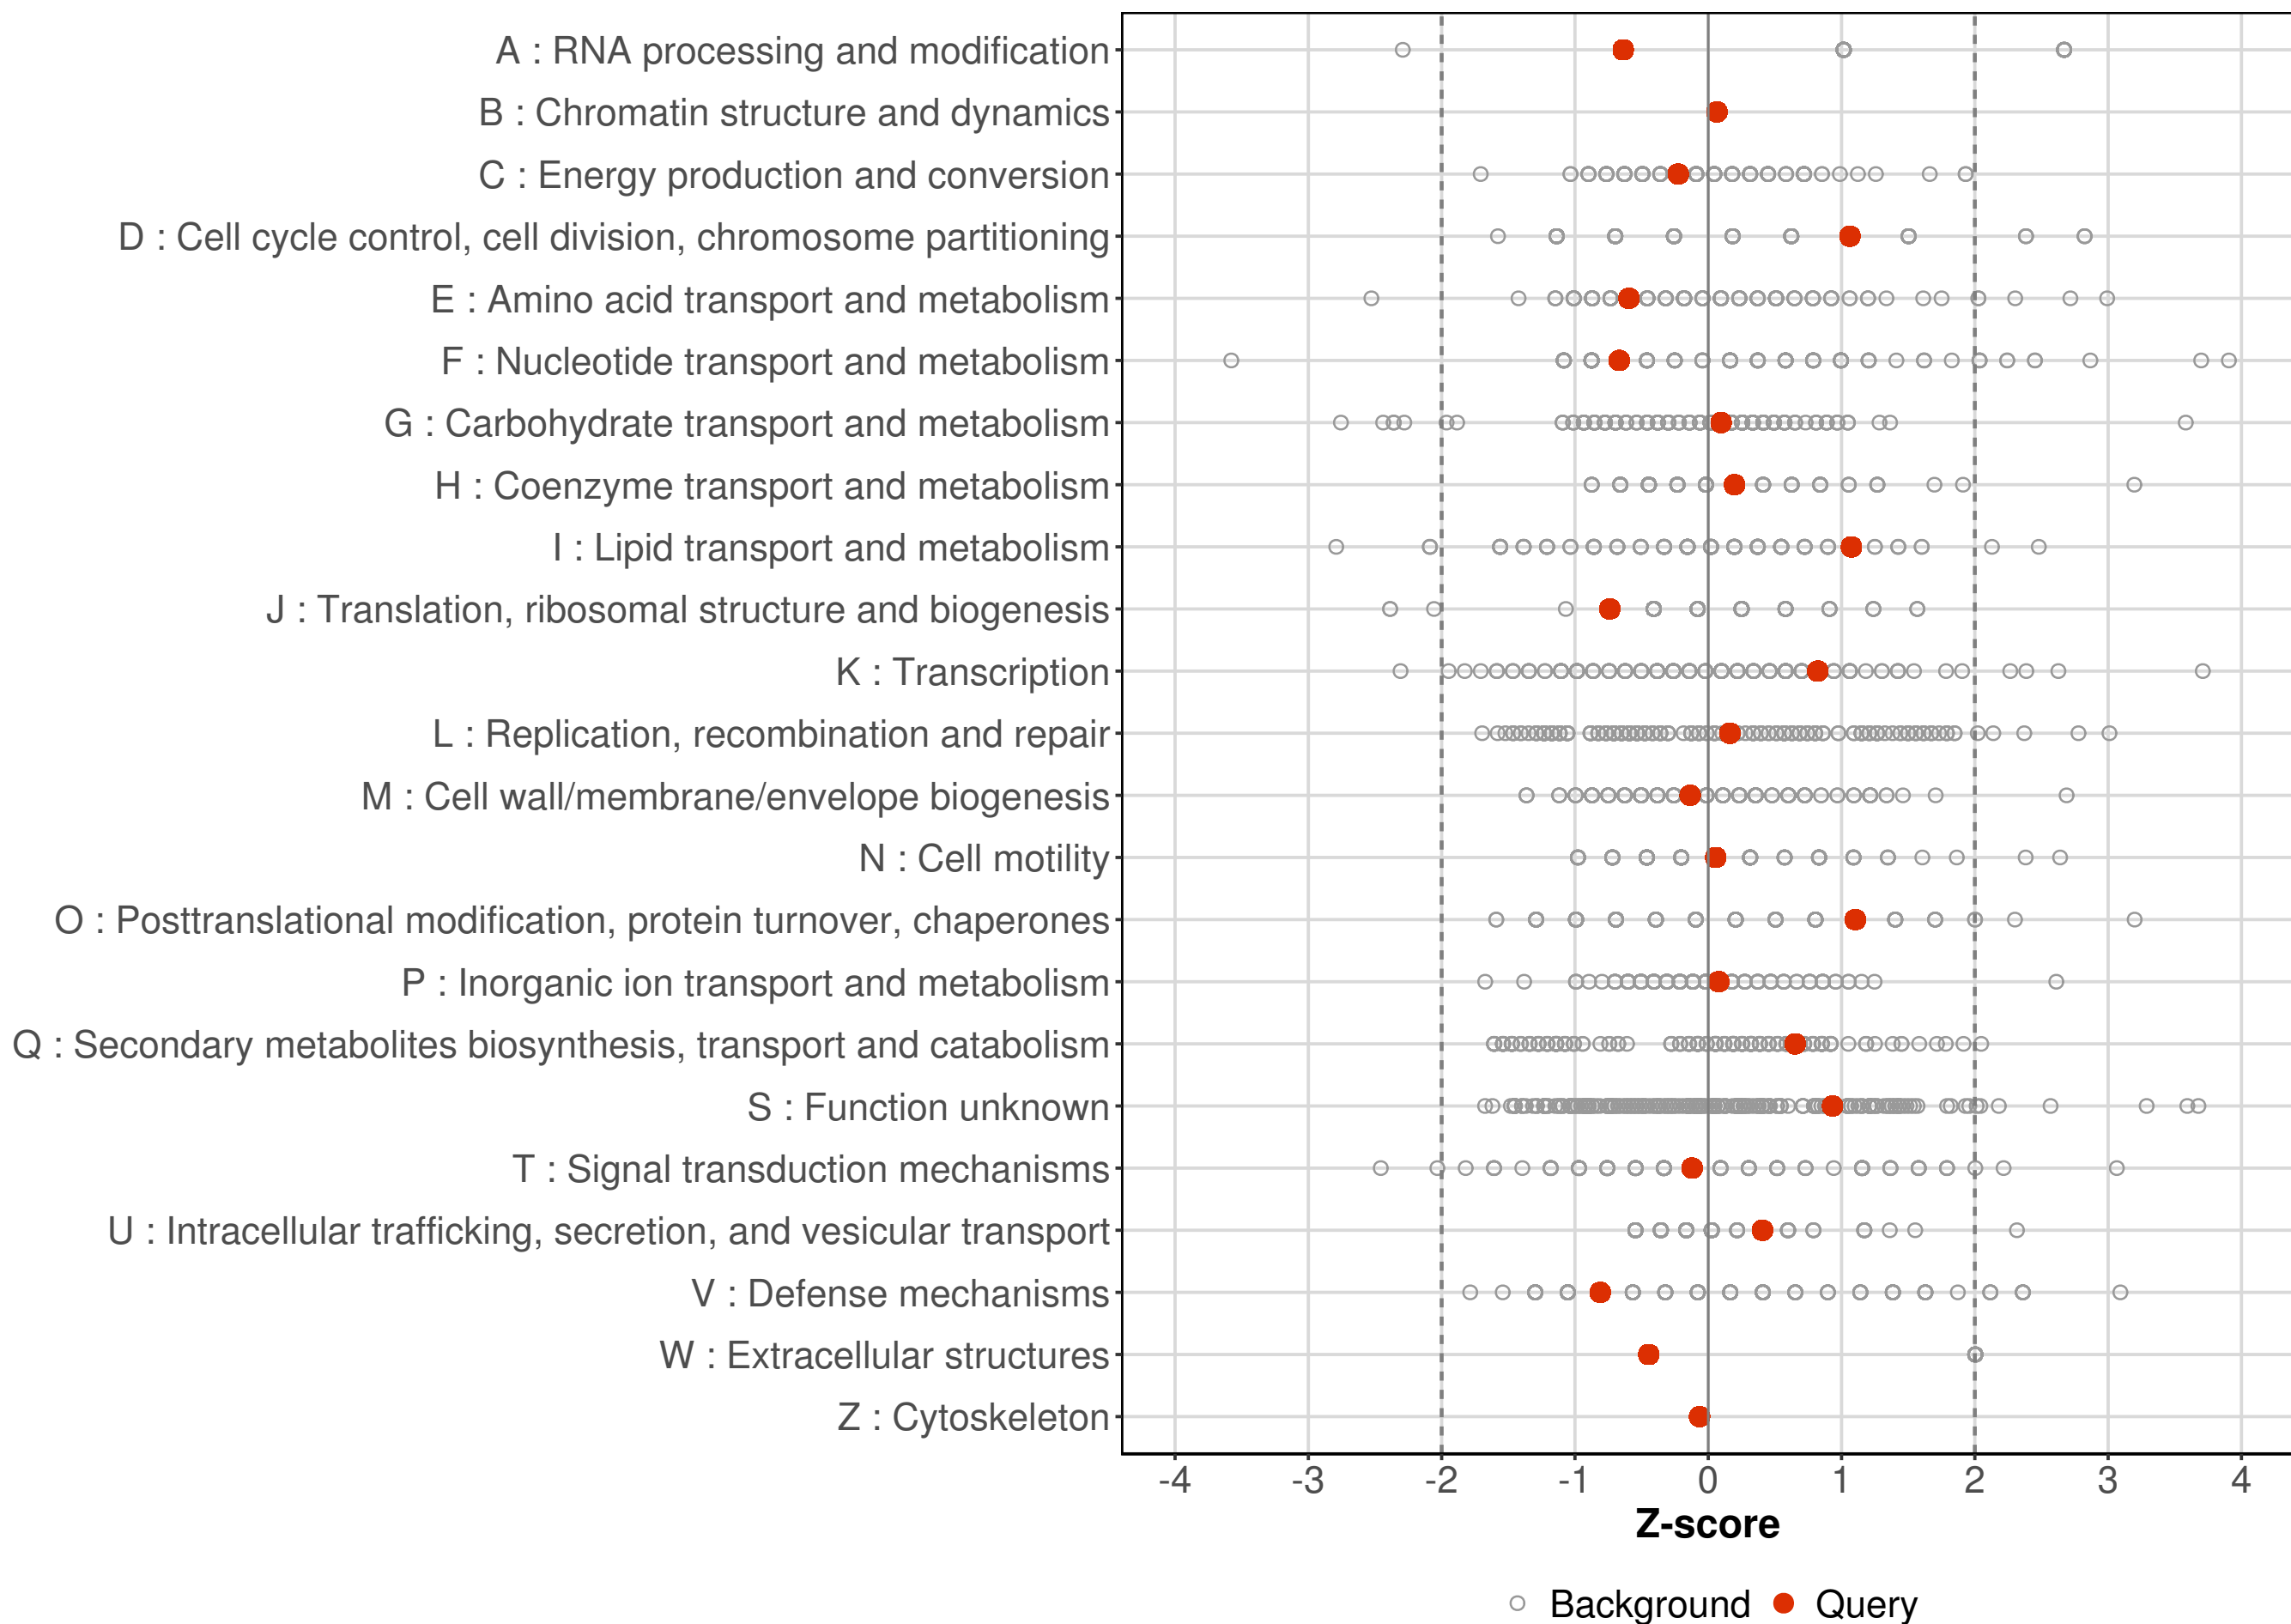 A : RNA processing and modification
B : Chromatin structure and dynamics
C : Energy production and conversion
D : Cell cycle control, cell division, chromosome partitioning
E : Amino acid transport and metabolism
F : Nucleotide transport and metabolism
G : Carbohydrate transport and metabolism
H : Coenzyme transport and metabolism
I : Lipid transport and metabolism
J : Translation, ribosomal structure and biogenesis
K : Transcription
L : Replication, recombination and repair
M : Cell wall/membrane/envelope biogenesis
N : Cell motility
O : Posttranslational modification, protein turnover, chaperones
P : Inorganic ion transport and metabolism
Q : Secondary metabolites biosynthesis, transport and catabolism
S : Function unknown
T : Signal transduction mechanisms
U : Intracellular trafficking, secretion, and vesicular transport
V : Defense mechanisms
W : Extracellular structures
Z : Cytoskeleton
-4 -3 -2 -1 0 1 2 3 4
Z-score
Background Query